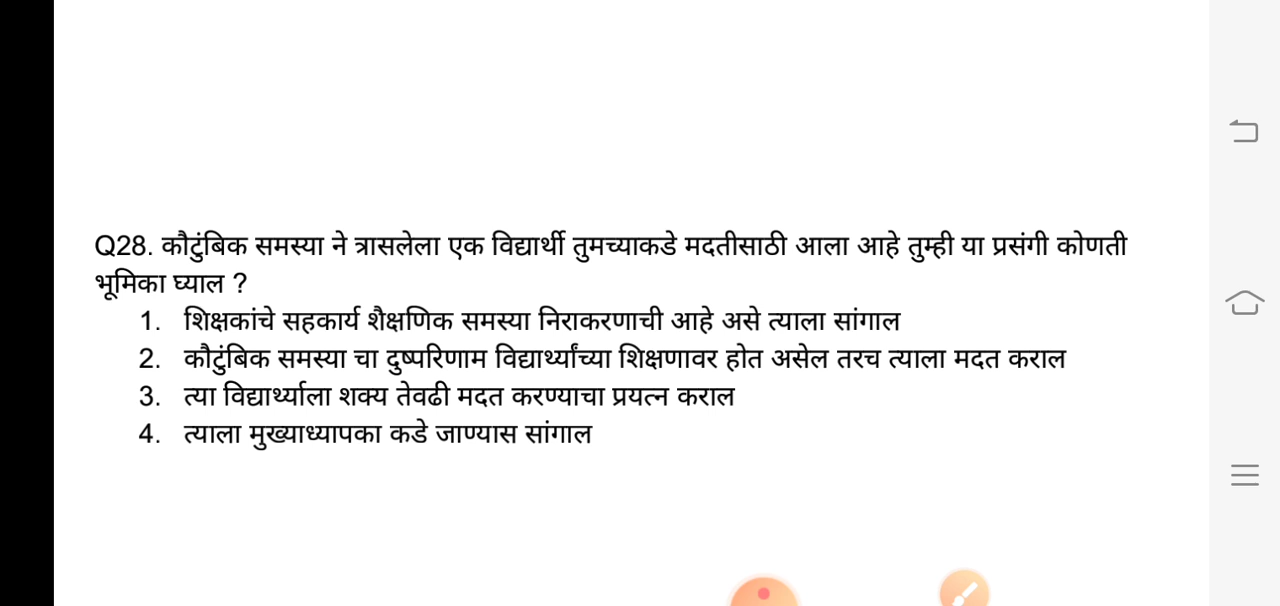 Q28. कौटुंबिक समस्या ने त्रासलेला एक विद्यार्थी तुमच्याकडे मदतीसाठी आला आहे तुम्ही या प्रसंगी कोणती
भूमिका घ्याल ?
1. शिक्षकांचे सहकार्य शैक्षणिक समस्या निराकरणाची आहे असे त्याला सांगाल
2. कौटुंबिक समस्या चा दुष्परिणाम विद्यार्थ्यांच्या शिक्षणावर होत असेल तरच त्याला मदत कराल
3. त्या विद्यार्थ्याला शक्य तेवढी मदत करण्याचा प्रयत्न कराल
4. त्याला मुख्याध्यापका कडे जाण्यास सांगाल